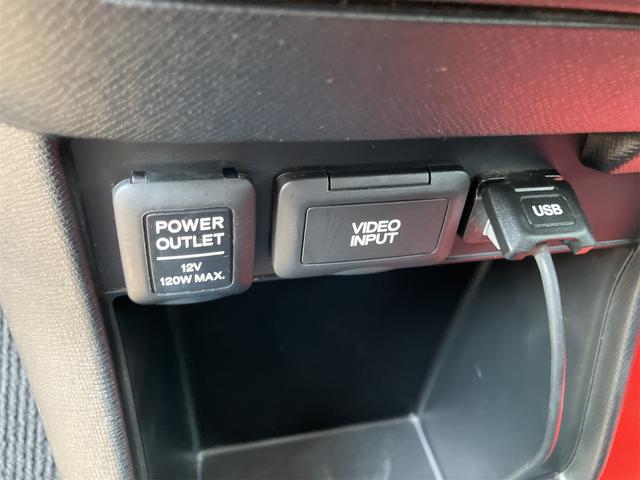 POWER
OUTLET
12V
120W MAX.
VIDEO
INPUT
USB